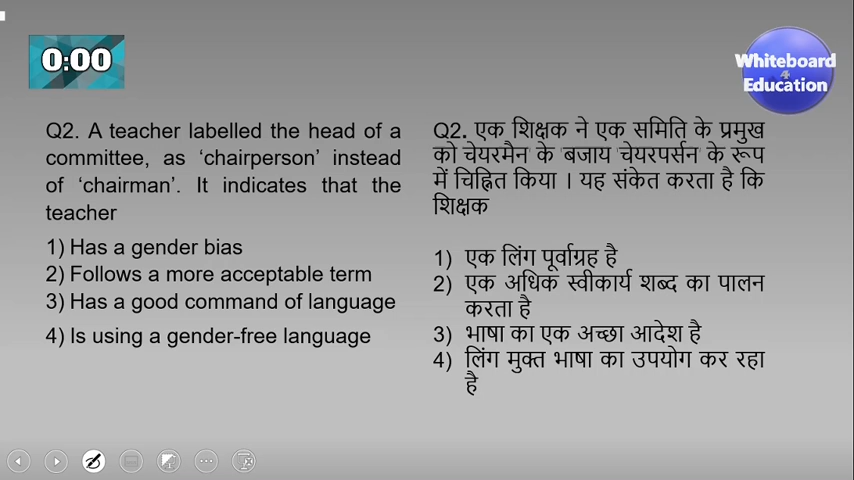 0:00
Whiteboard
4
Education
Q2. A teacher labelled the head of a
committee, as ‘chairperson’ instead
of ‘chairman’. It indicates that the
teacher
1) Has a gender bias
2) Follows a more acceptable term
3) Has a good command of language
4) Is using a gender-free language
Q2. एक शिक्षक ने एक समिति के प्रमुख
को चेयरमैन के बजाय चेयरपर्सन के रूप
में चिह्नित किया । यह संकेत करता है कि
शिक्षक
1) एक लिंग पूर्वाग्रह है
2) एक अधिक स्वीकार्य शब्द का पालन
करता है
3) भाषा का एक अच्छा आदेश है
4) लिंग मुक्त भाषा का उपयोग कर रहा
है